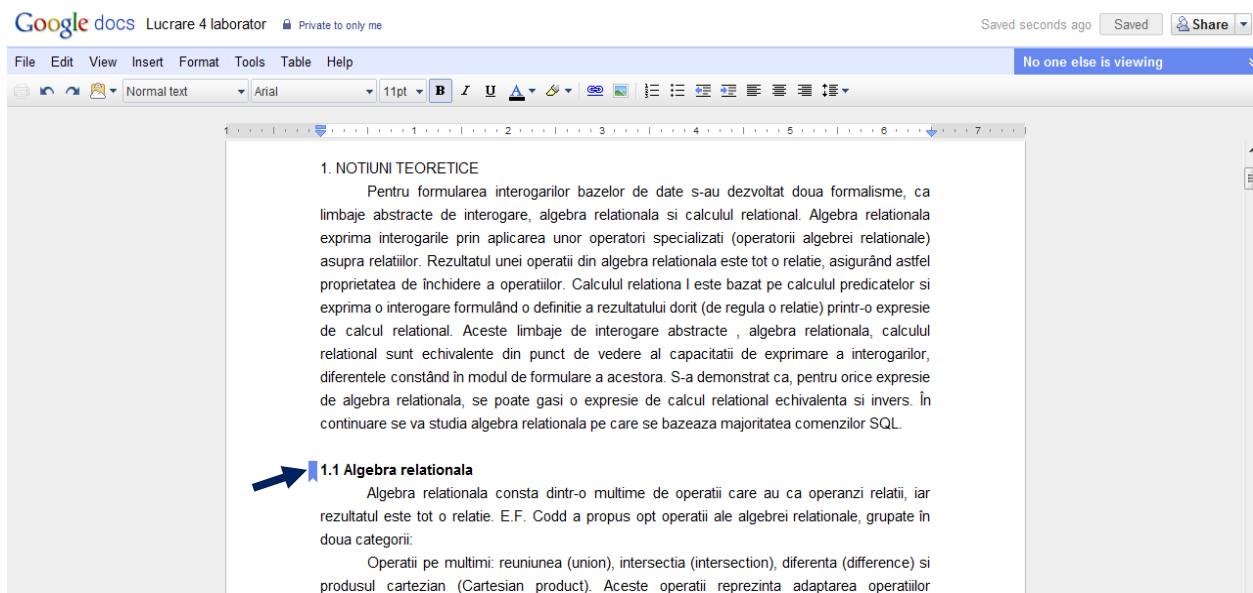 Google docs Lucrare 4 laborator Private to only me Saved seconds ago Saved Share
File Edit View Insert Format Tools Table Help No one else is viewing
Normal text Arial 11pt B I U A
1 1 2 3 4 5 6 7
1. NOTIUNI TEORETICE
Pentru formularea interogarilor bazelor de date s-au dezvoltat doua formalisme, ca
limbaje abstracte de interogare, algebra relationala si calculul relational. Algebra relationala
exprima interogarile prin aplicarea unor operatori specializati (operatorii algebrei relationale)
asupra relatiilor. Rezultatul unei operatii din algebra relationala este tot o relatie, asigurând astfel
proprietatea de închidere a operatiilor. Calculul relationa l este bazat pe calculul predicatelor si
exprima o interogare formulând o definitie a rezultatului dorit (de regula o relatie) printr-o expresie
de calcul relational. Aceste limbaje de interogare abstracte , algebra relationala, calculul
relational sunt echivalente din punct de vedere al capacitatii de exprimare a interogarilor,
diferentele constând în modul de formulare a acestora. S-a demonstrat ca, pentru orice expresie
de algebra relationala, se poate gasi o expresie de calcul relational echivalenta si invers. În
continuare se va studia algebra relationala pe care se bazeaza majoritatea comenzilor SQL.
1.1 Algebra relationala
Algebra relationala consta dintr-o multime de operatii care au ca operanzi relatii, iar
rezultatul este tot o relatie. E.F. Codd a propus opt operatii ale algebrei relationale, grupate în
doua categorii:
Operatii pe multimi: reuniunea (union), intersectia (intersection), diferenta (difference) si
produsul cartezian (Cartesian product). Aceste operatii reprezinta adaptarea operatiilor